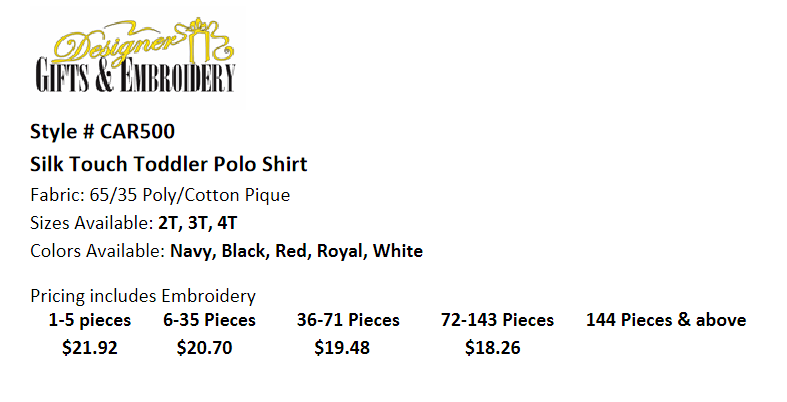 Designer
GIFTS & EMBROIDERY
Style # CAR500
Silk Touch Toddler Polo Shirt
Fabric: 65/35 Poly/Cotton Pique
Sizes Available: 2T, 3T, 4T
Colors Available: Navy, Black, Red, Royal, White
Pricing includes Embroidery
1-5 pieces 6-35 Pieces 36-71 Pieces 72-143 Pieces 144 Pieces & above
$21.92 $20.70 $19.48 $18.26